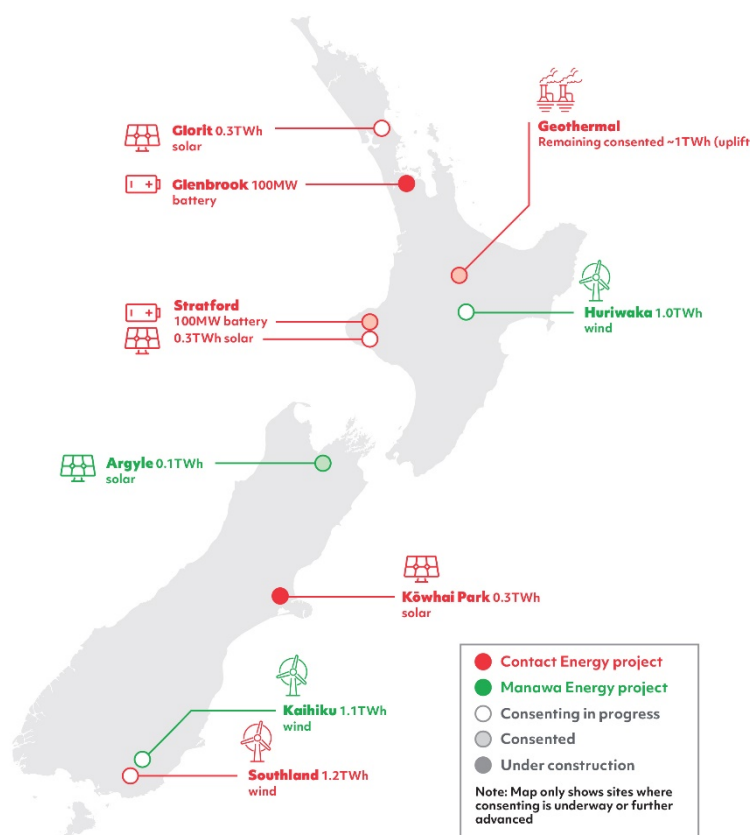 Glorit 0.3TWh
solar
Geothermal
Remaining consented ~1TWh (uplift
Glenbrook 100MW
battery
Stratford
100MW battery
0.3TWh solar
Huriwaka 1.0TWh
wind
Argyle 0.1TWh
solar
Kōwhai Park 0.3TWh
solar
Kaihiku 1.1TWh
wind
Southland 1.2TWh
wind
Contact Energy project
Manawa Energy project
Consenting in progress
Consented
Under construction
Note: Map only shows sites where
consenting is underway or further
advanced